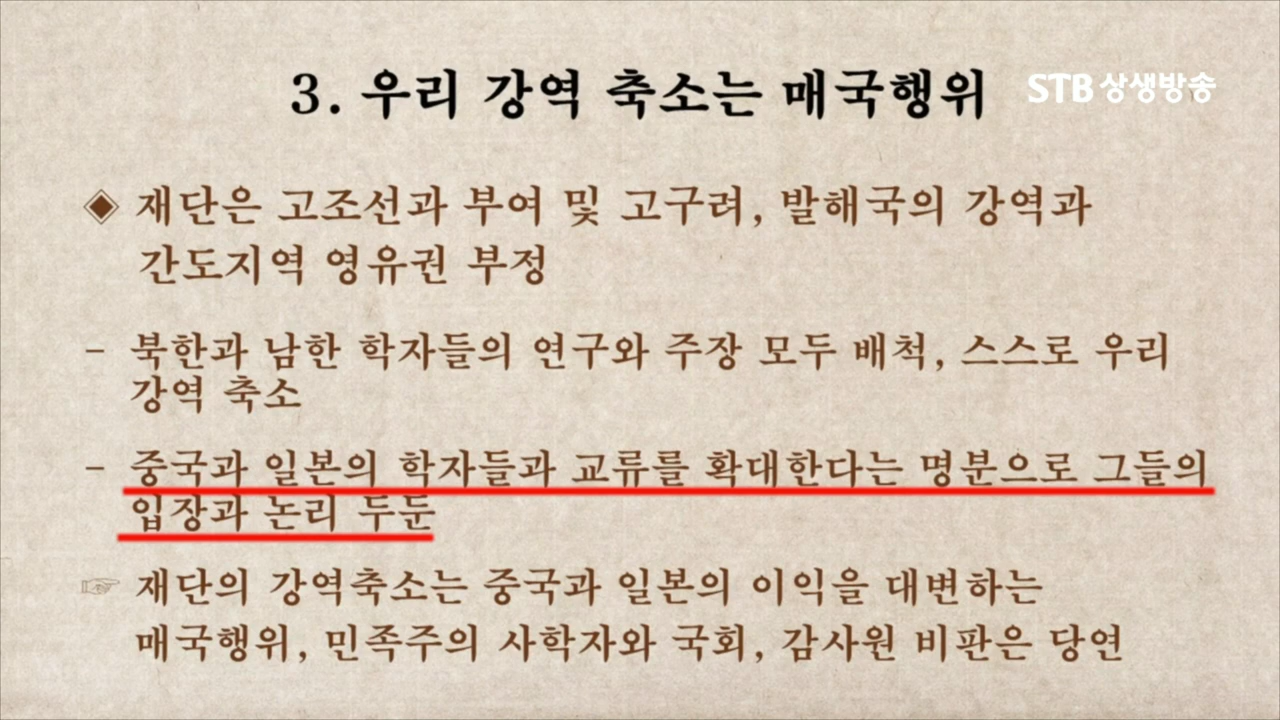 3. 우리 강역 축소는 매국행위
STB 상생방송
◈ 재단은 고조선과 부여 및 고구려, 발해국의 강역과
간도지역 영유권 부정
- 북한과 남한 학자들의 연구와 주장 모두 배척, 스스로 우리
강역 축소
- 중국과 일본의 학자들과 교류를 확대한다는 명분으로 그들의
입장과 논리 두둔
☞ 재단의 강역축소는 중국과 일본의 이익을 대변하는
매국행위, 민족주의 사학자와 국회, 감사원 비판은 당연